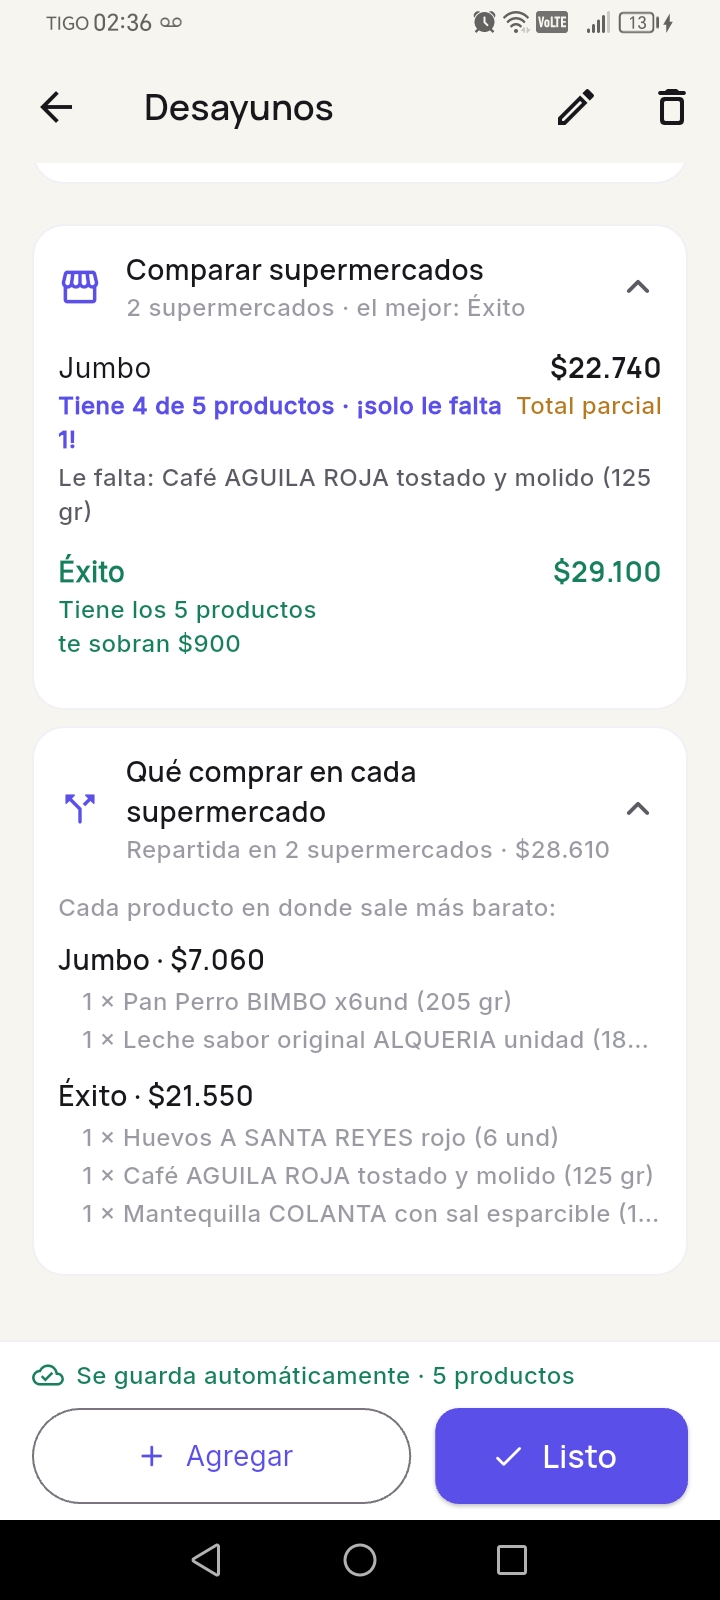 TIGO 02:36
VoLTE
13
Desayunos
Comparar supermercados
2 supermercados · el mejor: Éxito
Jumbo $22.740
Tiene 4 de 5 productos · ¡solo le falta Total parcial
1!
Le falta: Café AGUILA ROJA tostado y molido (125
gr)
Éxito $29.100
Tiene los 5 productos
te sobran $900
Qué comprar en cada
supermercado
Repartida en 2 supermercados · $28.610
Cada producto en donde sale más barato:
Jumbo · $7.060
1 × Pan Perro BIMBO x6und (205 gr)
1 × Leche sabor original ALQUERIA unidad (18...
Éxito · $21.550
1 × Huevos A SANTA REYES rojo (6 und)
1 × Café AGUILA ROJA tostado y molido (125 gr)
1 × Mantequilla COLANTA con sal esparcible (1...
Se guarda automáticamente · 5 productos
+ Agregar
Listo